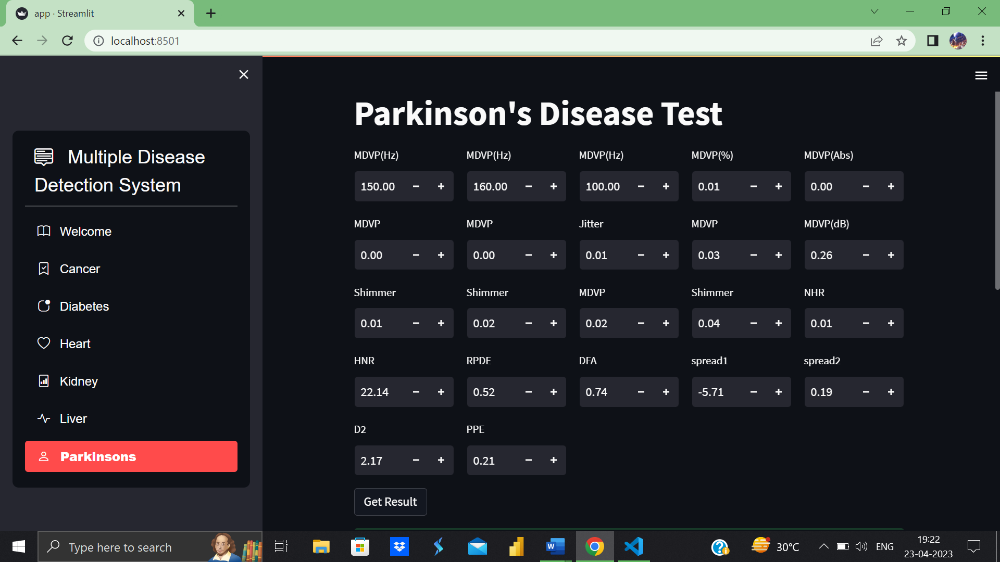 app · Streamlit
localhost:8501
Multiple Disease
Detection System
Welcome
Cancer
Diabetes
Heart
Kidney
Liver
Parkinsons
Parkinson's Disease Test
MDVP(Hz) MDVP(Hz) MDVP(Hz) MDVP(%) MDVP(Abs)
150.00 160.00 100.00 0.01 0.00
MDVP MDVP Jitter MDVP MDVP(dB)
0.00 0.00 0.01 0.03 0.26
Shimmer Shimmer MDVP Shimmer NHR
0.01 0.02 0.02 0.04 0.01
HNR RPDE DFA spread1 spread2
22.14 0.52 0.74 -5.71 0.19
D2 PPE
2.17 0.21
Get Result
Type here to search
W
30°C
ENG
19:22
23-04-2023